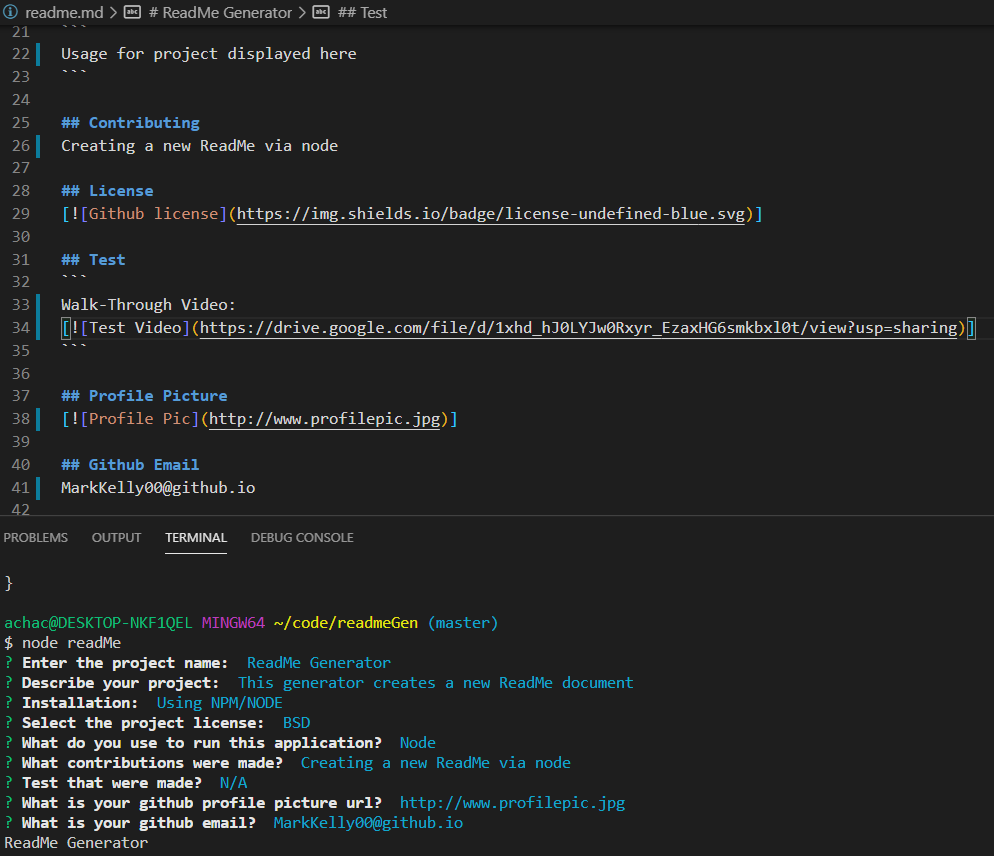 readme.md > # ReadMe Generator > ## Test
21 ```
22 Usage for project displayed here
23 ```
24
25 ## Contributing
26 Creating a new ReadMe via node
27
28 ## License
29 [![Github license](https://img.shields.io/badge/license-undefined-blue.svg)]
30
31 ## Test
32 ```
33 Walk-Through Video:
34 [![Test Video](https://drive.google.com/file/d/1xhd_hJ0LYJw0Rxyr_EzaxHG6smkbxl0t/view?usp=sharing)]
35 ```
36
37 ## Profile Picture
38 [![Profile Pic](http://www.profilepic.jpg)]
39
40 ## Github Email
41 MarkKelly00@github.io
42
PROBLEMS OUTPUT TERMINAL DEBUG CONSOLE
}
achac@DESKTOP-NKF1QEL MINGW64 ~/code/readmeGen (master)
$ node readMe
? Enter the project name: ReadMe Generator
? Describe your project: This generator creates a new ReadMe document
? Installation: Using NPM/NODE
? Select the project license: BSD
? What do you use to run this application? Node
? What contributions were made? Creating a new ReadMe via node
? Test that were made? N/A
? What is your github profile picture url? http://www.profilepic.jpg
? What is your github email? MarkKelly00@github.io
ReadMe Generator